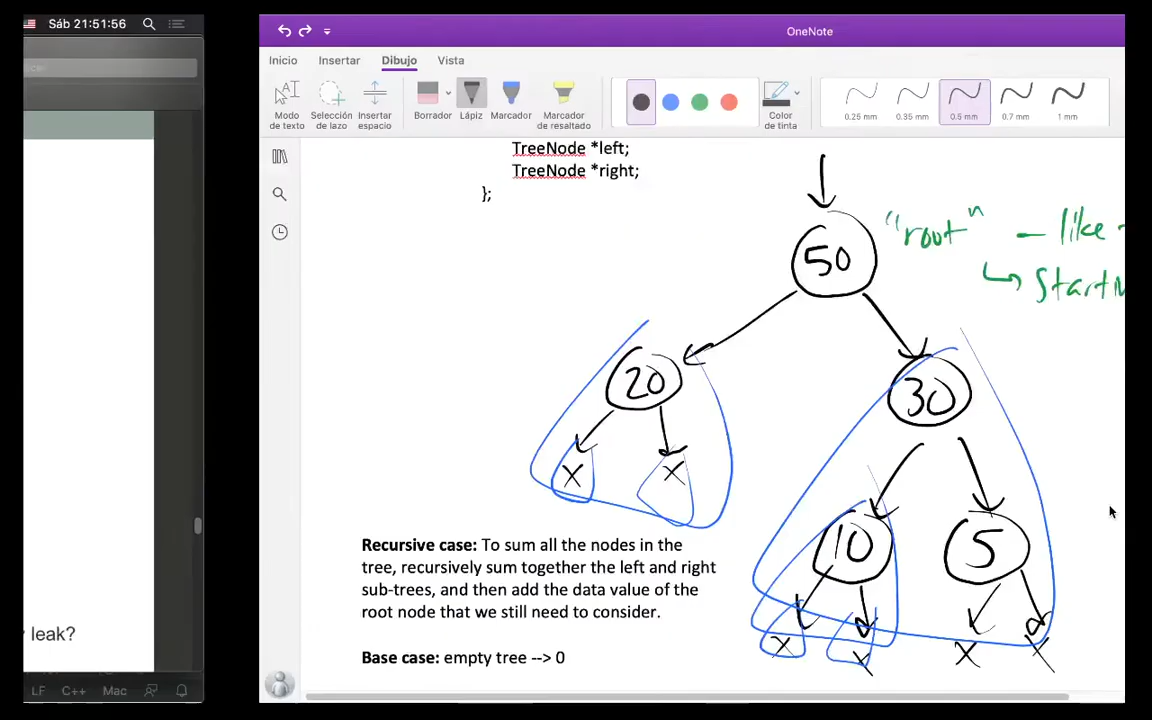 Sáb 21:51:56
OneNote
Inicio
Insertar
Dibujo
Vista
Modo de texto
Selección de lazo
Insertar espacio
Borrador
Lápiz
Marcador
Marcador de resaltado
Color de tinta
0.25 mm
0.35 mm
0.5 mm
0.7 mm
1 mm
TreeNode *left;
TreeNode *right;
};
50
"root" - like
↳ Starti
20
30
X X
10
5
X X X X
Recursive case: To sum all the nodes in the
tree, recursively sum together the left and right
sub-trees, and then add the data value of the
root node that we still need to consider.
Base case: empty tree --> 0
leak?
LF C++ Mac